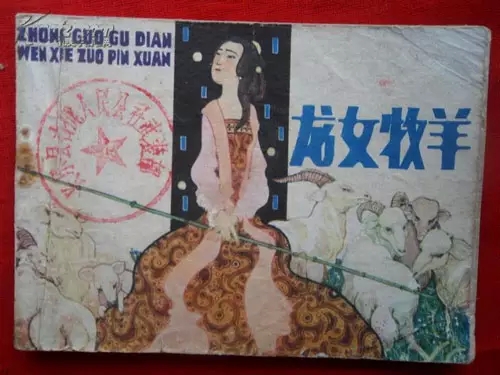 ZHONG GUO GU DIAN
WEN XIE ZUO PIN XUAN
龙女牧羊